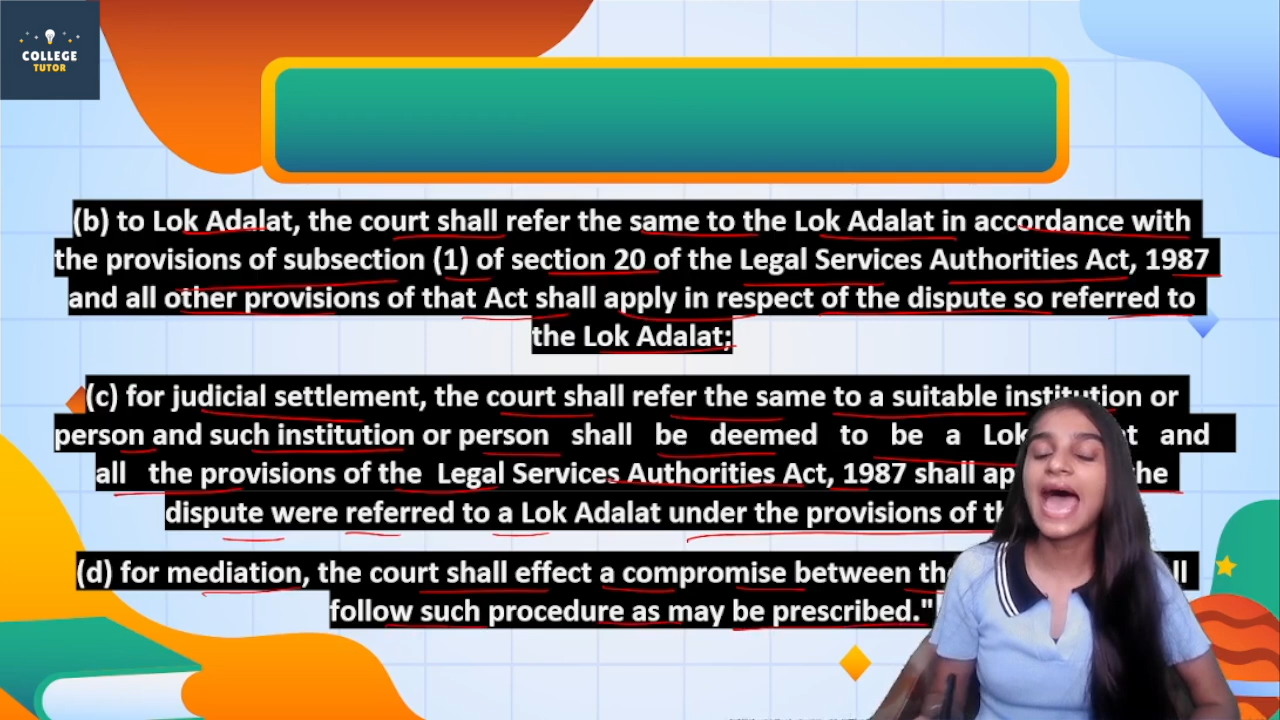 COLLEGE
TUTOR
(b) to Lok Adalat, the court shall refer the same to the Lok Adalat in accordance with
the provisions of subsection (1) of section 20 of the Legal Services Authorities Act, 1987
and all other provisions of that Act shall apply in respect of the dispute so referred to
the Lok Adalat;
(c) for judicial settlement, the court shall refer the same to a suitable institution or
person and such institution or person shall be deemed to be a Lok and
all the provisions of the Legal Services Authorities Act, 1987 shall the
dispute were referred to a Lok Adalat under the provisions of
(d) for mediation, the court shall effect a compromise between
follow such procedure as may be prescribed."